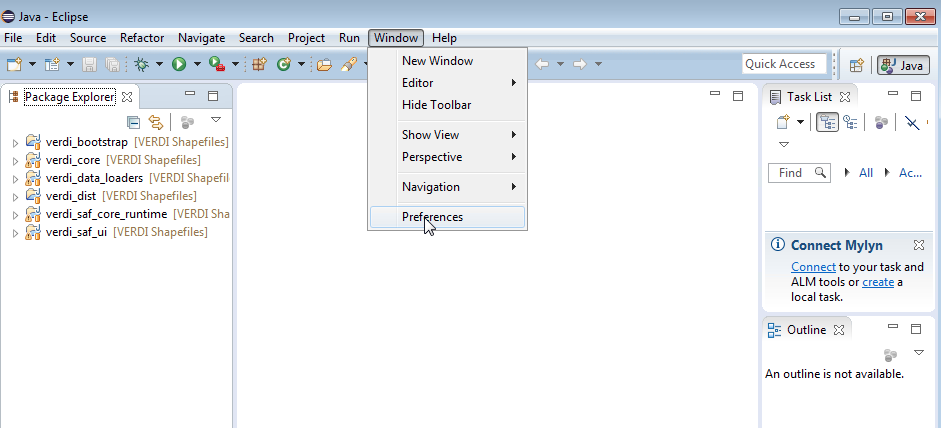 Java - Eclipse
File Edit Source Refactor Navigate Search Project Run Window Help
Quick Access
Java
New Window
Editor
Hide Toolbar
Show View
Perspective
Navigation
Preferences
Package Explorer
verdi_bootstrap [VERDI Shapefiles]
verdi_core [VERDI Shapefiles]
verdi_data_loaders [VERDI Shapefil
verdi_dist [VERDI Shapefiles]
verdi_saf_core_runtime [VERDI Sha
verdi_saf_ui [VERDI Shapefiles]
Task List
Find All Ac...
Connect Mylyn
Connect to your task and
ALM tools or create a
local task.
Outline
An outline is not available.